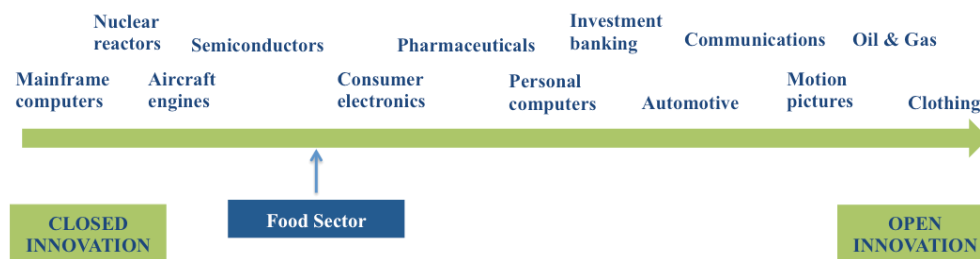 Nuclear
reactors
Semiconductors
Pharmaceuticals
Investment
banking
Communications
Oil & Gas
Mainframe
computers
Aircraft
engines
Consumer
electronics
Personal
computers
Automotive
Motion
pictures
Clothing
Food Sector
CLOSED
INNOVATION
OPEN
INNOVATION